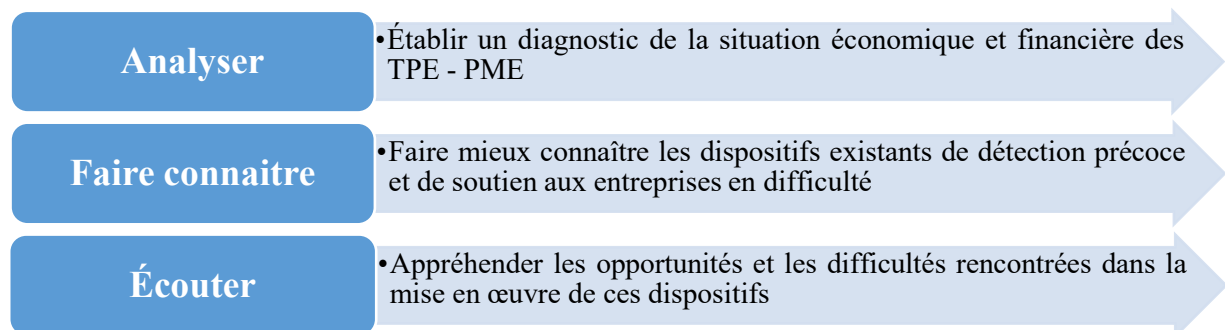 Analyser
•Établir un diagnostic de la situation économique et financière des
TPE - PME
Faire connaitre
•Faire mieux connaître les dispositifs existants de détection précoce
et de soutien aux entreprises en difficulté
Écouter
•Appréhender les opportunités et les difficultés rencontrées dans la
mise en œuvre de ces dispositifs